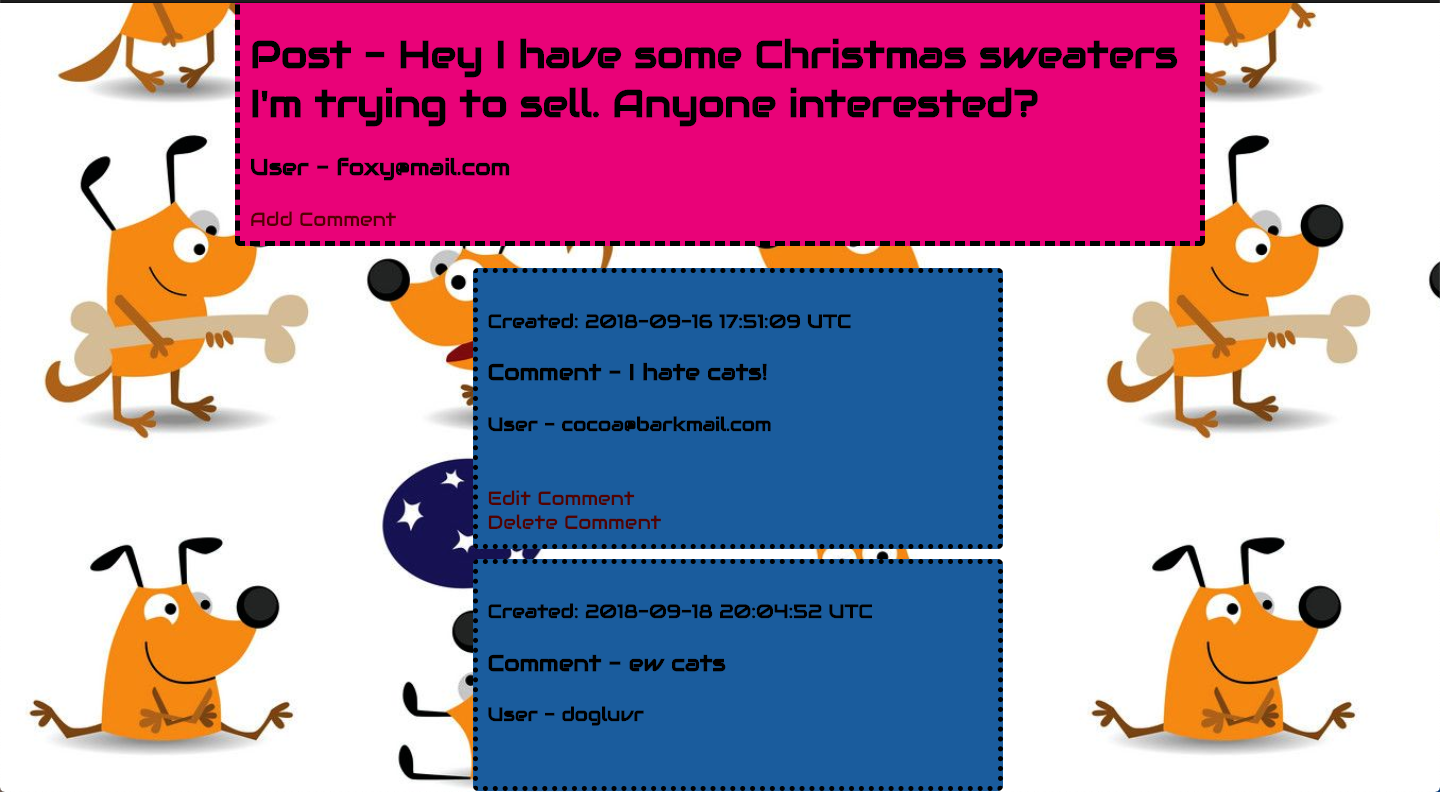 Post - Hey I have some Christmas sweaters
I'm trying to sell. Anyone interested?
User - foxy@mail.com
Add Comment
Created: 2018-09-16 17:51:09 UTC
Comment - I hate cats!
User - cocoa@barkmail.com
Edit Comment
Delete Comment
Created: 2018-09-18 20:04:52 UTC
Comment - ew cats
User - dogluvr